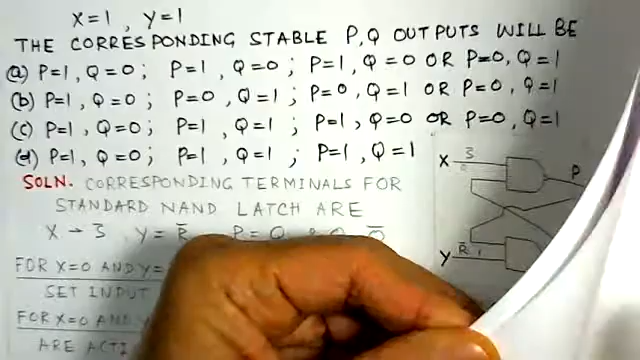 X=1 , Y=1
THE CORRESPONDING STABLE P,Q OUTPUTS WILL BE
(a) P=1, Q=0; P=1, Q=0; P=1, Q=0 OR P=0, Q=1
(b) P=1, Q=0; P=0, Q=1; P=0, Q=1 OR P=0, Q=1
(c) P=1, Q=0; P=1, Q=1; P=1, Q=0 OR P=0, Q=1
(d) P=1, Q=0; P=1, Q=1; P=1, Q=1
SOLN. CORRESPONDING TERMINALS FOR
STANDARD NAND LATCH ARE
X → S̅ Y = R̅ P = Q
FOR X=0 AND Y=
SET INPUT
FOR X=0 AND
ARE
X S̅ P
Y R̅